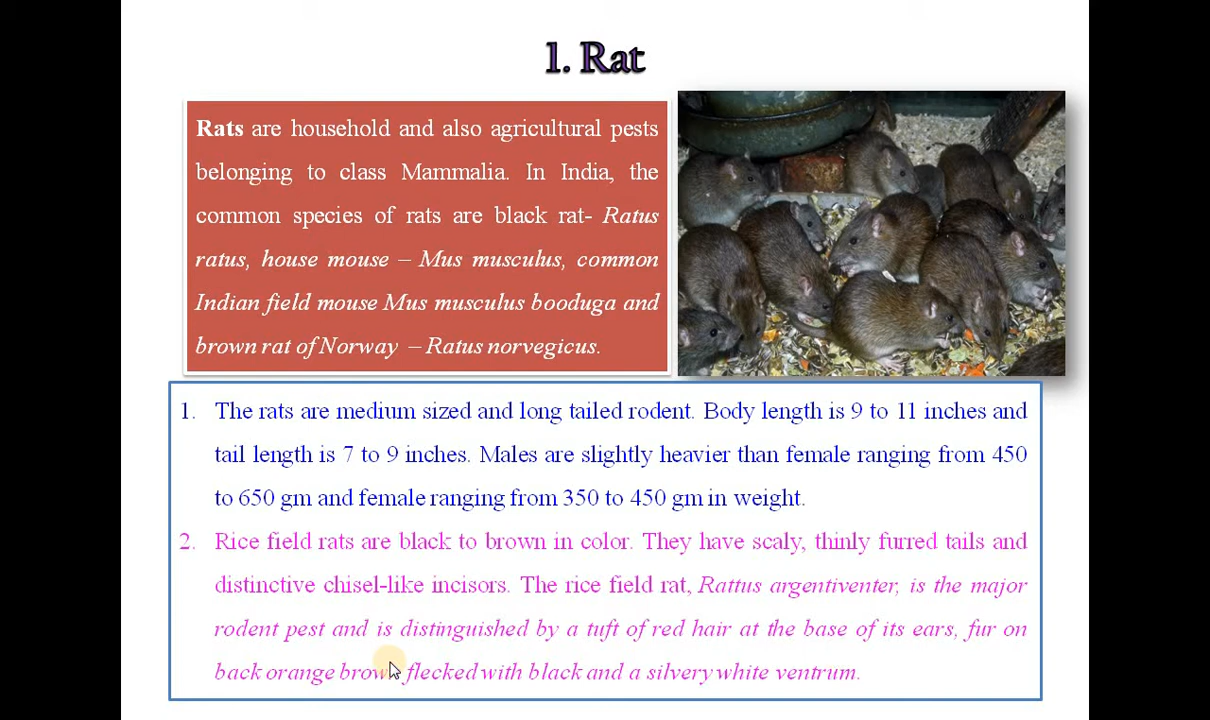 1. Rat
Rats are household and also agricultural pests
belonging to class Mammalia. In India, the
common species of rats are black rat- Ratus
ratus, house mouse – Mus musculus, common
Indian field mouse Mus musculus booduga and
brown rat of Norway – Ratus norvegicus.
1. The rats are medium sized and long tailed rodent. Body length is 9 to 11 inches and
tail length is 7 to 9 inches. Males are slightly heavier than female ranging from 450
to 650 gm and female ranging from 350 to 450 gm in weight.
2. Rice field rats are black to brown in color. They have scaly, thinly furred tails and
distinctive chisel-like incisors. The rice field rat, Rattus argentiventer, is the major
rodent pest and is distinguished by a tuft of red hair at the base of its ears, fur on
back orange brown flecked with black and a silvery white ventrum.